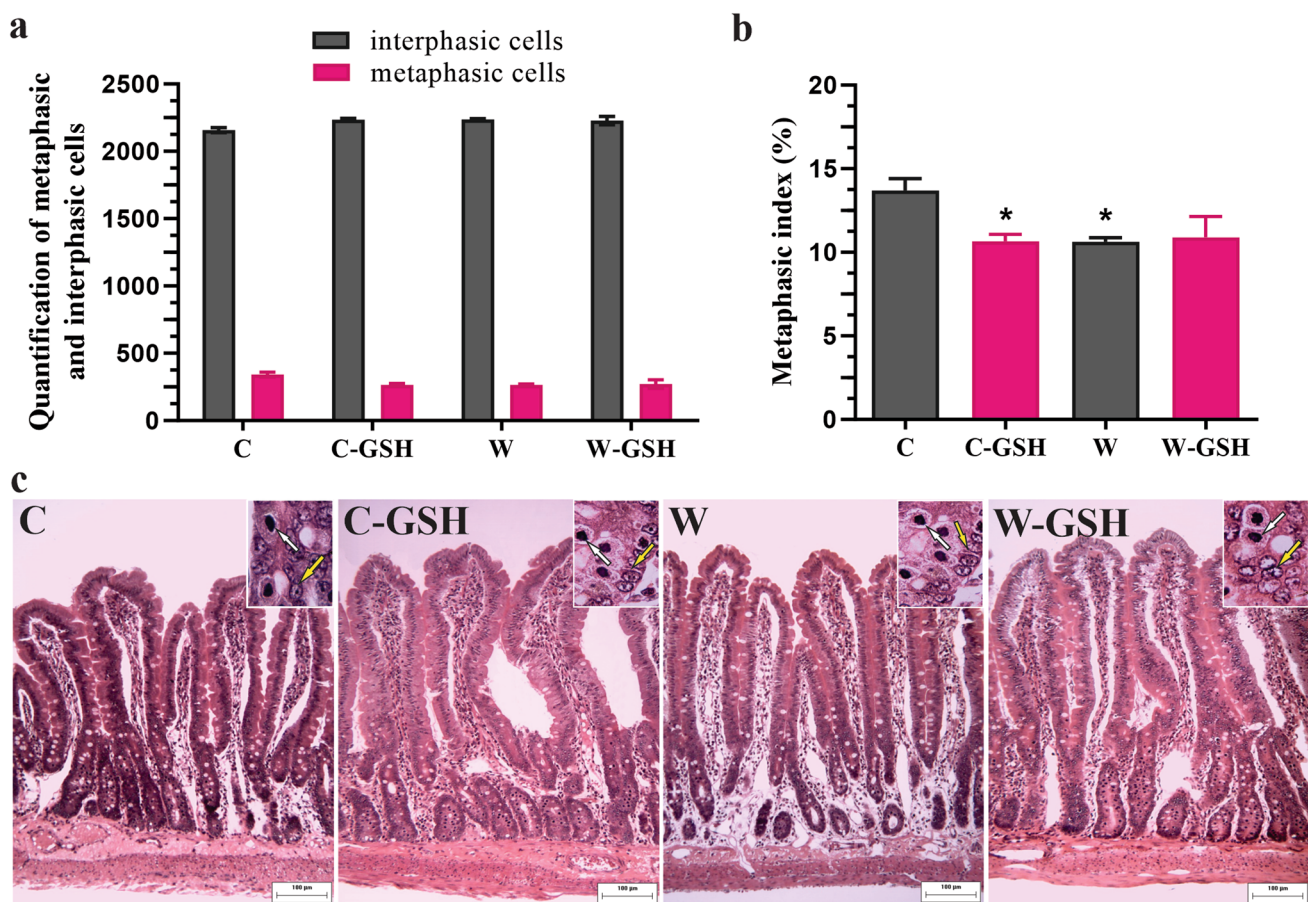 a
interphasic cells
metaphasic cells
Quantification of metaphasic
and interphasic cells
2500
2000
1500
1000
500
0
C
C-GSH
W
W-GSH
b
Metaphasic index (%)
20
15
10
5
0
*
*
C
C-GSH
W
W-GSH
c
C
C-GSH
W
W-GSH
100 µm
100 µm
100 µm
100 µm